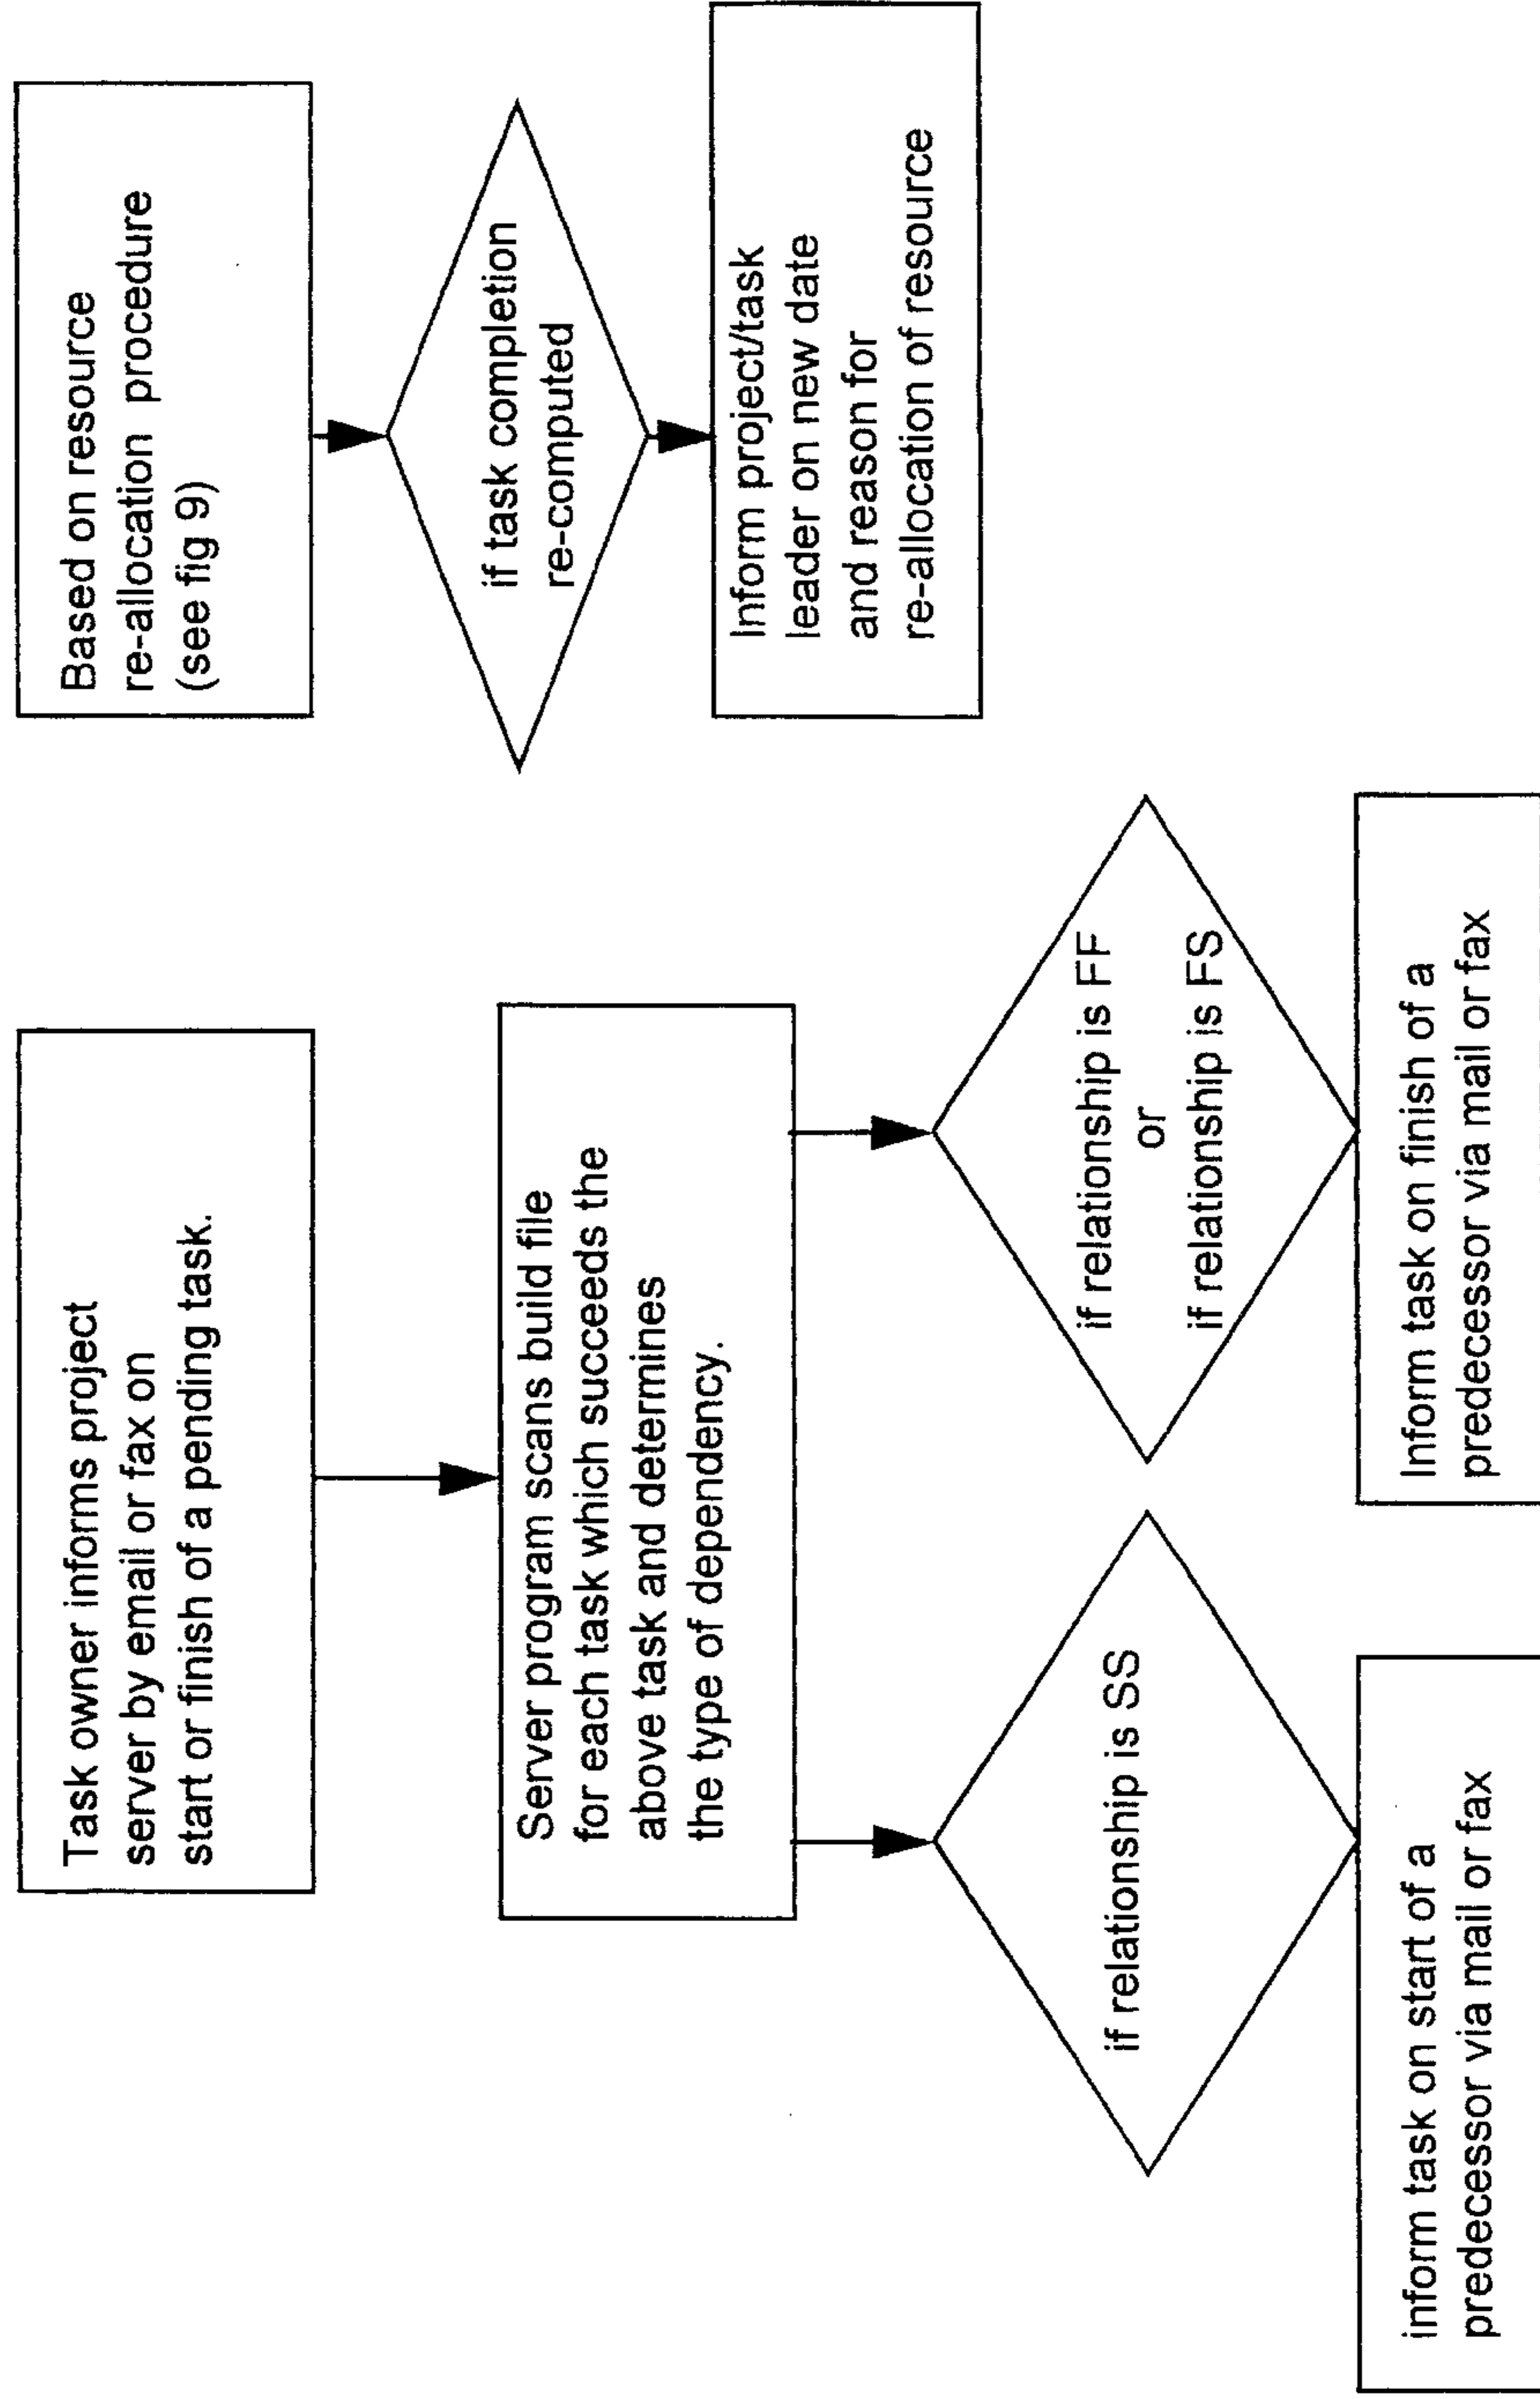 Task owner informs project
server by email or fax on
start or finish of a pending task.
Server program scans build file
for each task which succeeds the
above task and determines
the type of dependency.
if relationship is SS
inform task on start of a
predecessor via mail or fax
if relationship is FF
or
if relationship is FS
Inform task on finish of a
predecessor via mail or fax
Based on resource
re-allocation procedure
(see fig 9)
if task completion
re-computed
Inform project/task
leader on new date
and reason for
re-allocation of resource